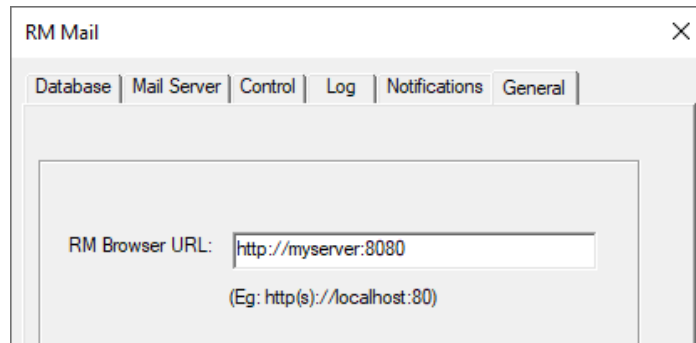 RM Mail
Database Mail Server Control Log Notifications General
RM Browser URL: http://myserver:8080
(Eg: http(s)://localhost:80)